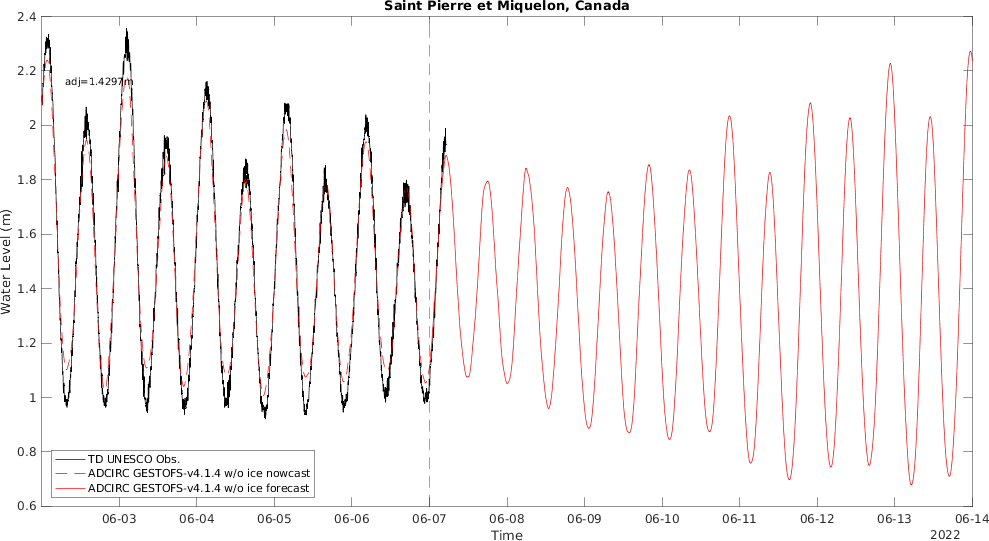 Saint Pierre et Miquelon, Canada
2.4
2.2
adj=1.4297m
2
1.8
1.6
1.4
1.2
1
0.8
0.6
Water Level (m)
TD UNESCO Obs.
ADCIRC GESTOFS-v4.1.4 w/o ice nowcast
ADCIRC GESTOFS-v4.1.4 w/o ice forecast
06-03 06-04 06-05 06-06 06-07 06-08 06-09 06-10 06-11 06-12 06-13 06-14
Time
2022